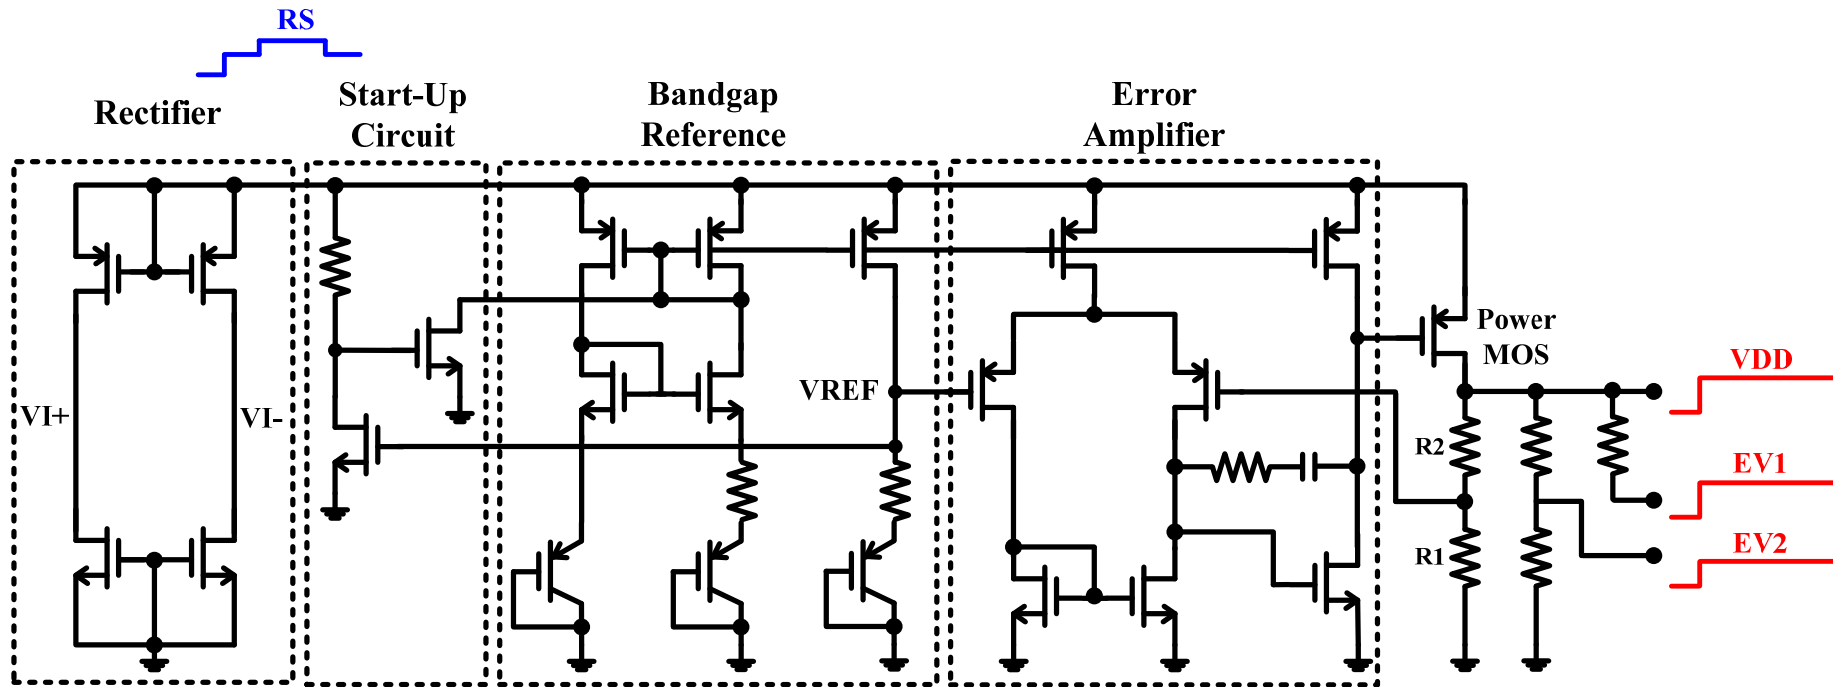 RS
Rectifier
Start-Up
Circuit
Bandgap
Reference
Error
Amplifier
VI+
VI-
VREF
Power
MOS
R2
R1
VDD
EV1
EV2